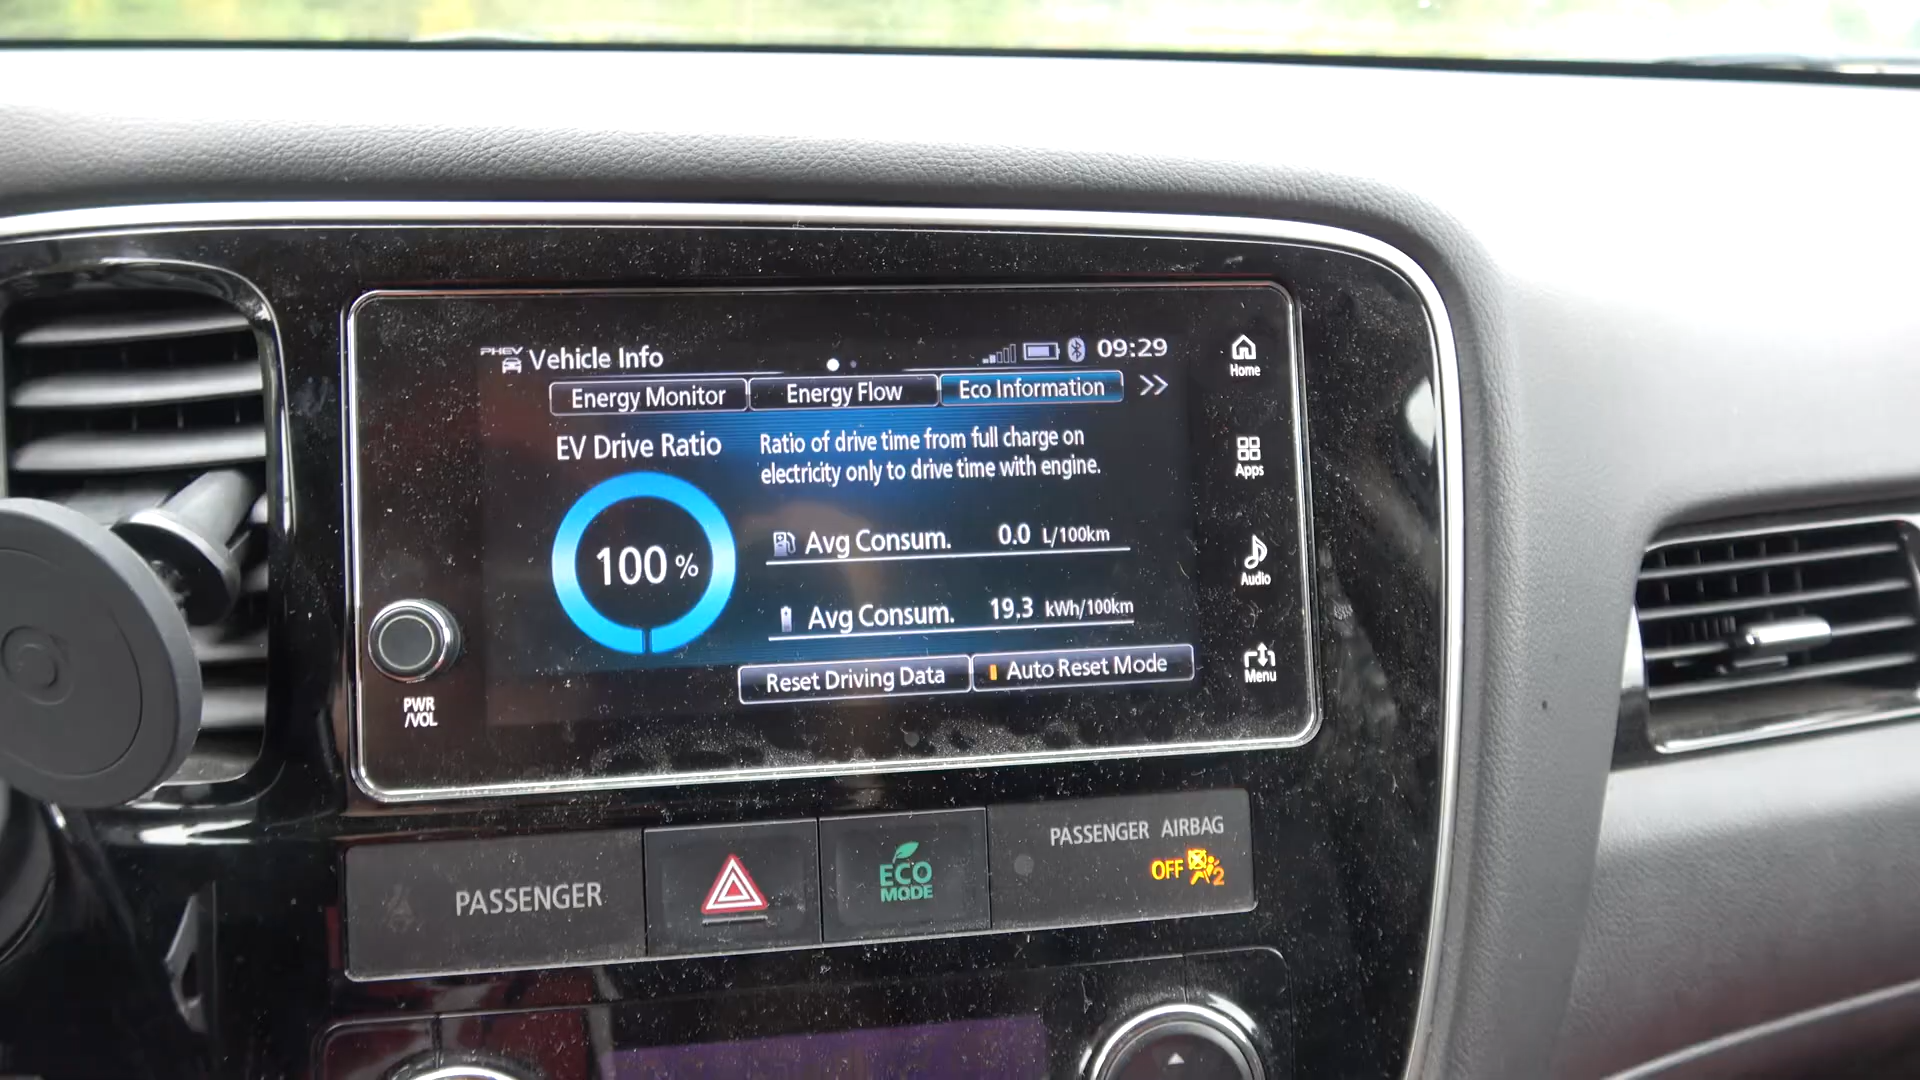 PHEV Vehicle Info 09:29
Energy Monitor Energy Flow Eco Information >>
EV Drive Ratio
Ratio of drive time from full charge on
electricity only to drive time with engine.
100 %
Avg Consum. 0.0 L/100km
Avg Consum. 19.3 kWh/100km
Reset Driving Data Auto Reset Mode
Home
Apps
Audio
Menu
PWR
/VOL
PASSENGER
ECO
MODE
PASSENGER AIRBAG
OFF 2